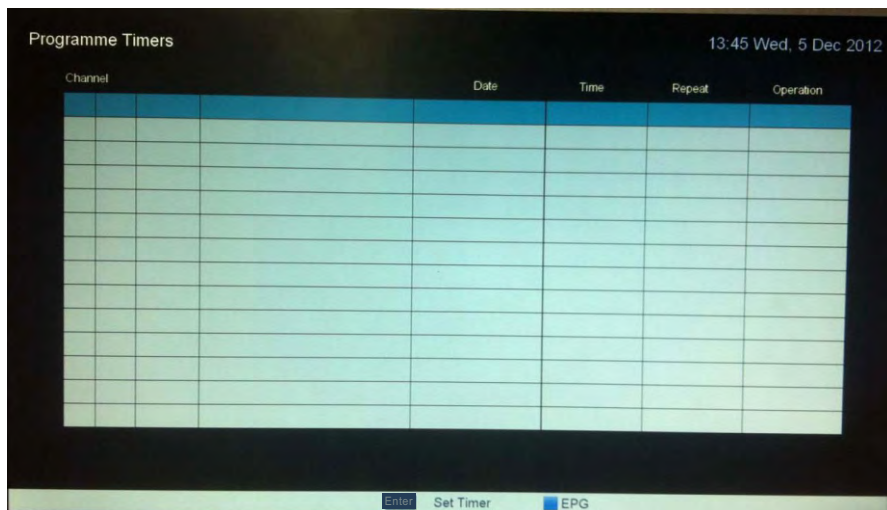 Programme Timers
13:45 Wed, 5 Dec 2012
Channel Date Time Repeat Operation
Enter Set Timer EPG